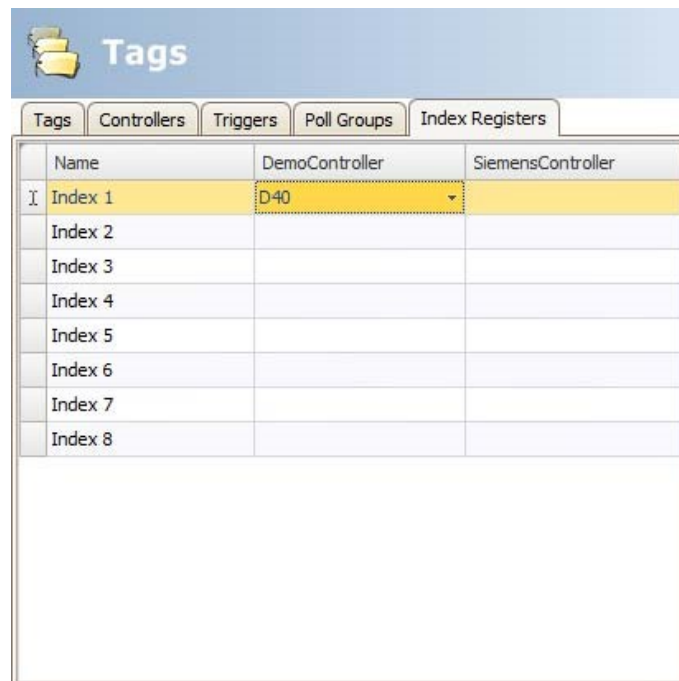 Tags
Tags Controllers Triggers Poll Groups Index Registers
Name DemoController SiemensController
Index 1 D40
Index 2
Index 3
Index 4
Index 5
Index 6
Index 7
Index 8